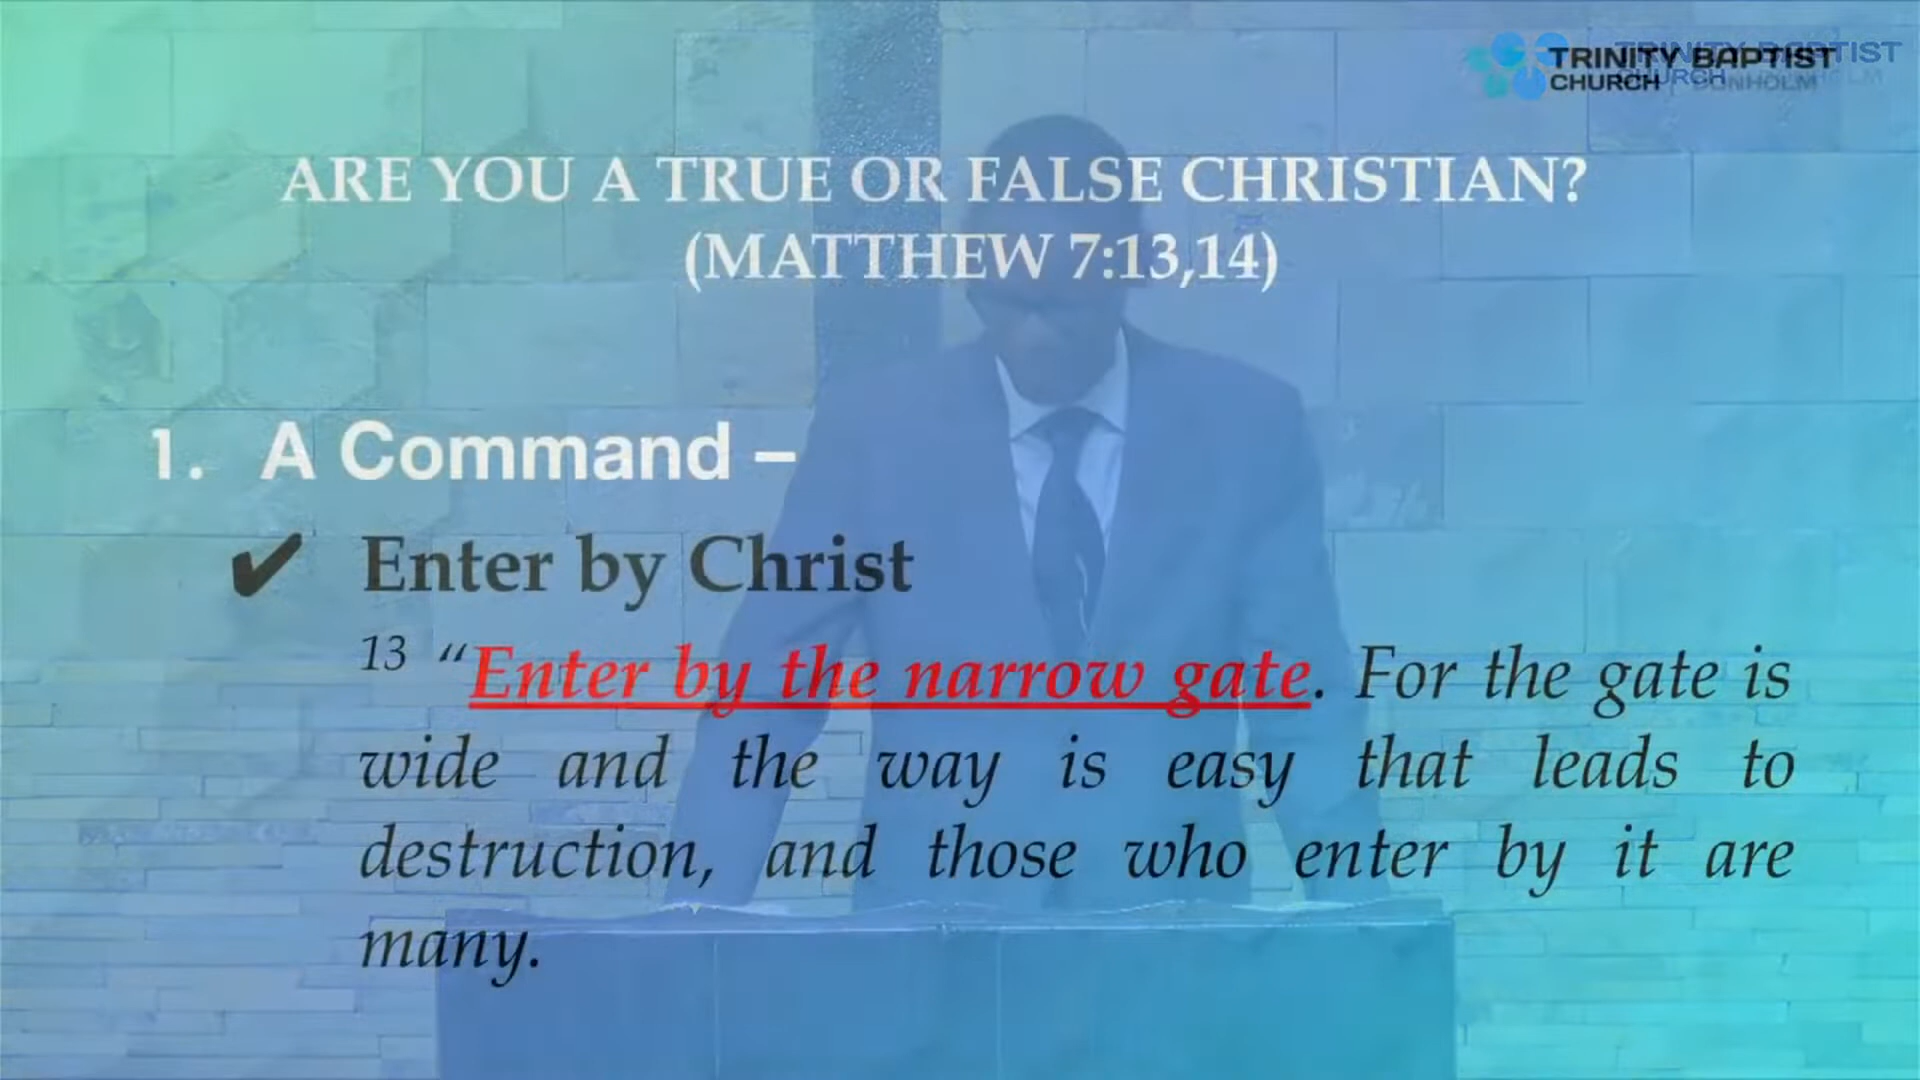 TRINITY BAPTIST
CHURCH DONHOLM
ARE YOU A TRUE OR FALSE CHRISTIAN?
(MATTHEW 7:13,14)
1. A Command –
✔ Enter by Christ
13 “Enter by the narrow gate. For the gate is
wide and the way is easy that leads to
destruction, and those who enter by it are
many.